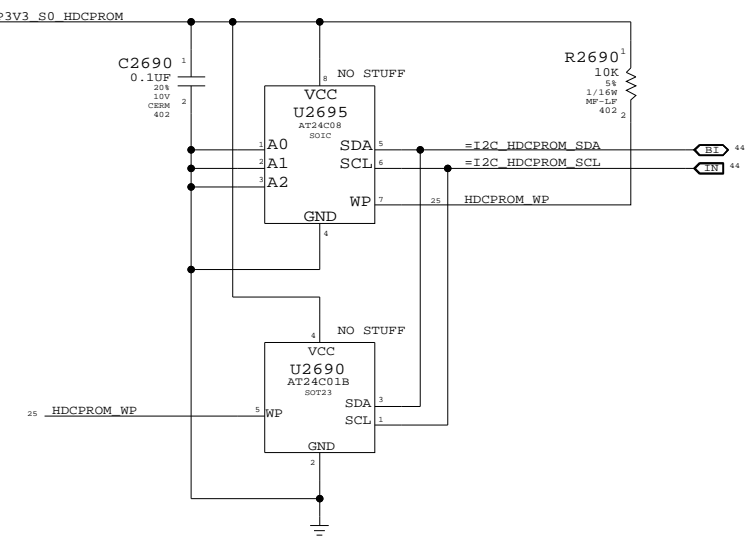 P3V3_S0_HDCPROM
C2690 1
0.1UF
20%
10V
CERM
402
2
8 NO STUFF
VCC
U2695
AT24C08
SOIC
1 A0
2 A1
3 A2
SDA 5
SCL 6
WP 7
GND
4
=I2C_HDCPROM_SDA BI 44
=I2C_HDCPROM_SCL IN 44
25 HDCPROM_WP
R2690 1
10K
5%
1/16W
MF-LF
402
2
4 NO STUFF
VCC
U2690
AT24C01B
SOT23
SDA 3
25 HDCPROM_WP 5 WP
SCL 1
GND
2